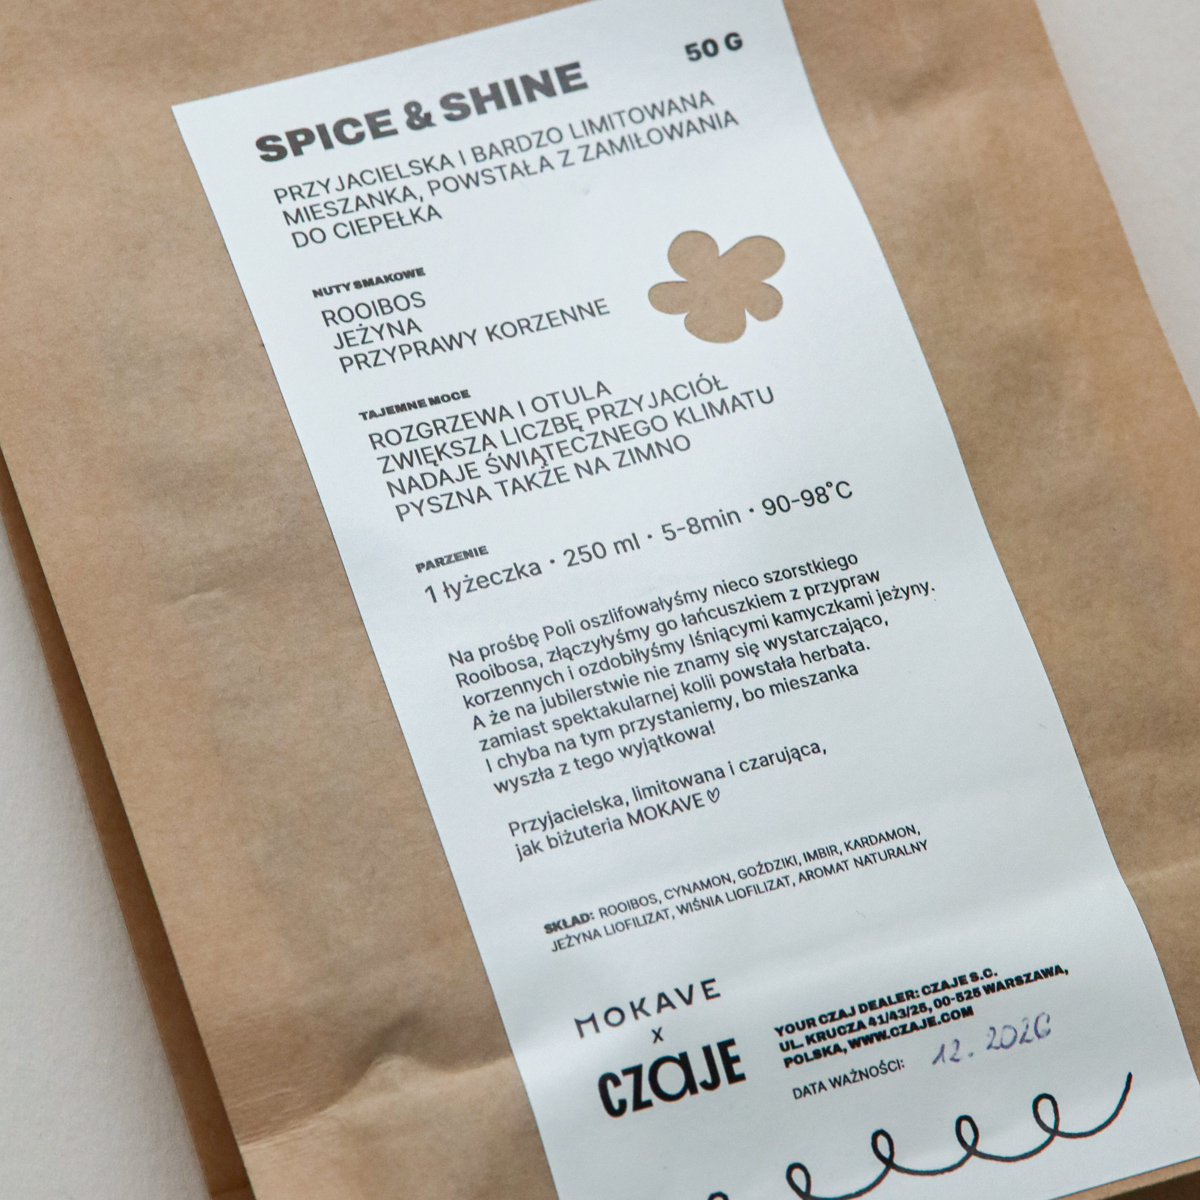 SPICE & SHINE
50 G
PRZYJACIELSKA I BARDZO LIMITOWANA
MIESZANKA, POWSTAŁA Z ZAMIŁOWANIA
DO CIEPEŁKA
NUTY SMAKOWE
ROOIBOS
JEŻYNA
PRZYPRAWY KORZENNE
TAJEMNE MOCE
ROZGRZEWA I OTULA
ZWIĘKSZA LICZBĘ PRZYJACIÓŁ
NADAJE ŚWIĄTECZNEGO KLIMATU
PYSZNA TAKŻE NA ZIMNO
PARZENIE
1 łyżeczka · 250 ml · 5-8min · 90-98°C
Na prośbę Poli oszlifowałyśmy nieco szorstkiego
Rooibosa, złączyłyśmy go łańcuszkiem z przypraw
korzennych i ozdobiłyśmy lśniącymi kamyczkami jeżyny.
A że na jubilerstwie nie znamy się wystarczająco,
zamiast spektakularnej kolii powstała herbata.
I chyba na tym przystaniemy, bo mieszanka
wyszła z tego wyjątkowa!
Przyjacielska, limitowana i czarująca,
jak biżuteria MOKAVE ♡
SKŁAD: ROOIBOS, CYNAMON, GOŹDZIKI, IMBIR, KARDAMON,
JEŻYNA LIOFILIZAT, WIŚNIA LIOFILIZAT, AROMAT NATURALNY
MOKAVE
X
CZAJE
YOUR CZAJ DEALER: CZAJE S.C.
UL. KRUCZA 41/43/25, 00-525 WARSZAWA,
POLSKA, WWW.CZAJE.COM
DATA WAŻNOŚCI: 12. 2026